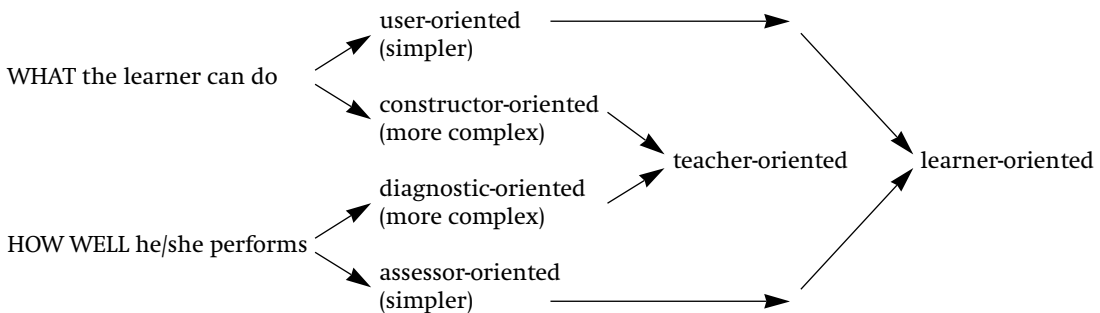 user-oriented
(simpler)
WHAT the learner can do
constructor-oriented
(more complex)
teacher-oriented
learner-oriented
diagnostic-oriented
(more complex)
HOW WELL he/she performs
assessor-oriented
(simpler)